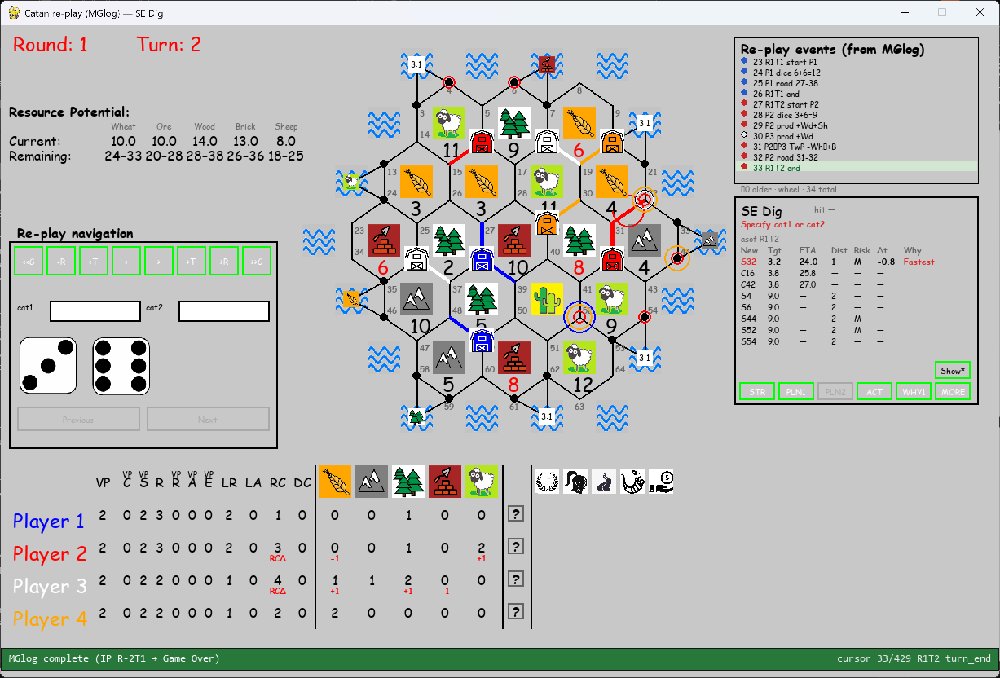 Catan re-play (MGlog) — SE Dig
Round: 1 Turn: 2
Resource Potential:
Wheat Ore Wood Brick Sheep
Current: 10.0 10.0 14.0 13.0 8.0
Remaining: 24-33 20-28 28-38 26-36 18-25
Re-play navigation
<<G <R <T < > >T >R >>G
cat1 cat2
Previous Next
3:1
4 6 8
3 5 7 9 3:1
14
11 9 6
13 15 17 19 21
24 26 28 30
3 3 11 4
23 25 27 31 33
34 40 44
6 2 10 8 4
35 37 39 41 43
46 48 50 54
10 5 9
47 51 53 3:1
58 60 62 64
5 8 12
59 61 63
3:1
Re-play events (from MGlog)
23 R1T1 start P1
24 P1 dice 6+6=12
25 P1 road 27-38
26 R1T1 end
27 R1T2 start P2
28 P2 dice 3+6=9
29 P2 prod +Wd+Sh
30 P3 prod +Wd
31 P2▯P3 TwP -Wh▯+B
32 P2 road 31-32
33 R1T2 end
▯0 older · wheel · 34 total
SE Dig hit —
Specify cat1 or cat2
asof R1T2
New Tgt ETA Dist Risk Δt Why
S32 3.2 24.0 1 M -0.8 Fastest
C16 3.8 25.8 — — —
C42 3.8 27.0 — — —
S4 9.0 — 2 —
S6 9.0 — 2 —
S44 9.0 — 2 M —
S52 9.0 — 2 M —
S54 9.0 — 2 —
Show*
STR PLN1 PLN2 ACT WHY1 MORE
VP VP C VP S R VP R VP A VP E LR LA RC DC
Player 1 2 0 2 3 0 0 0 2 0 1 0 0 0 1 0 0 ?
Player 2 2 0 2 3 0 0 0 2 0 3 0 0 0 1 0 2 ?
RCΔ -1 +1
Player 3 2 0 2 2 0 0 0 1 0 4 0 1 1 2 0 0 ?
RCΔ +1 +1 -1
Player 4 2 0 2 2 0 0 0 1 0 2 0 2 0 0 0 0 ?
MGlog complete (IP R-2T1 → Game Over) cursor 33/429 R1T2 turn_end